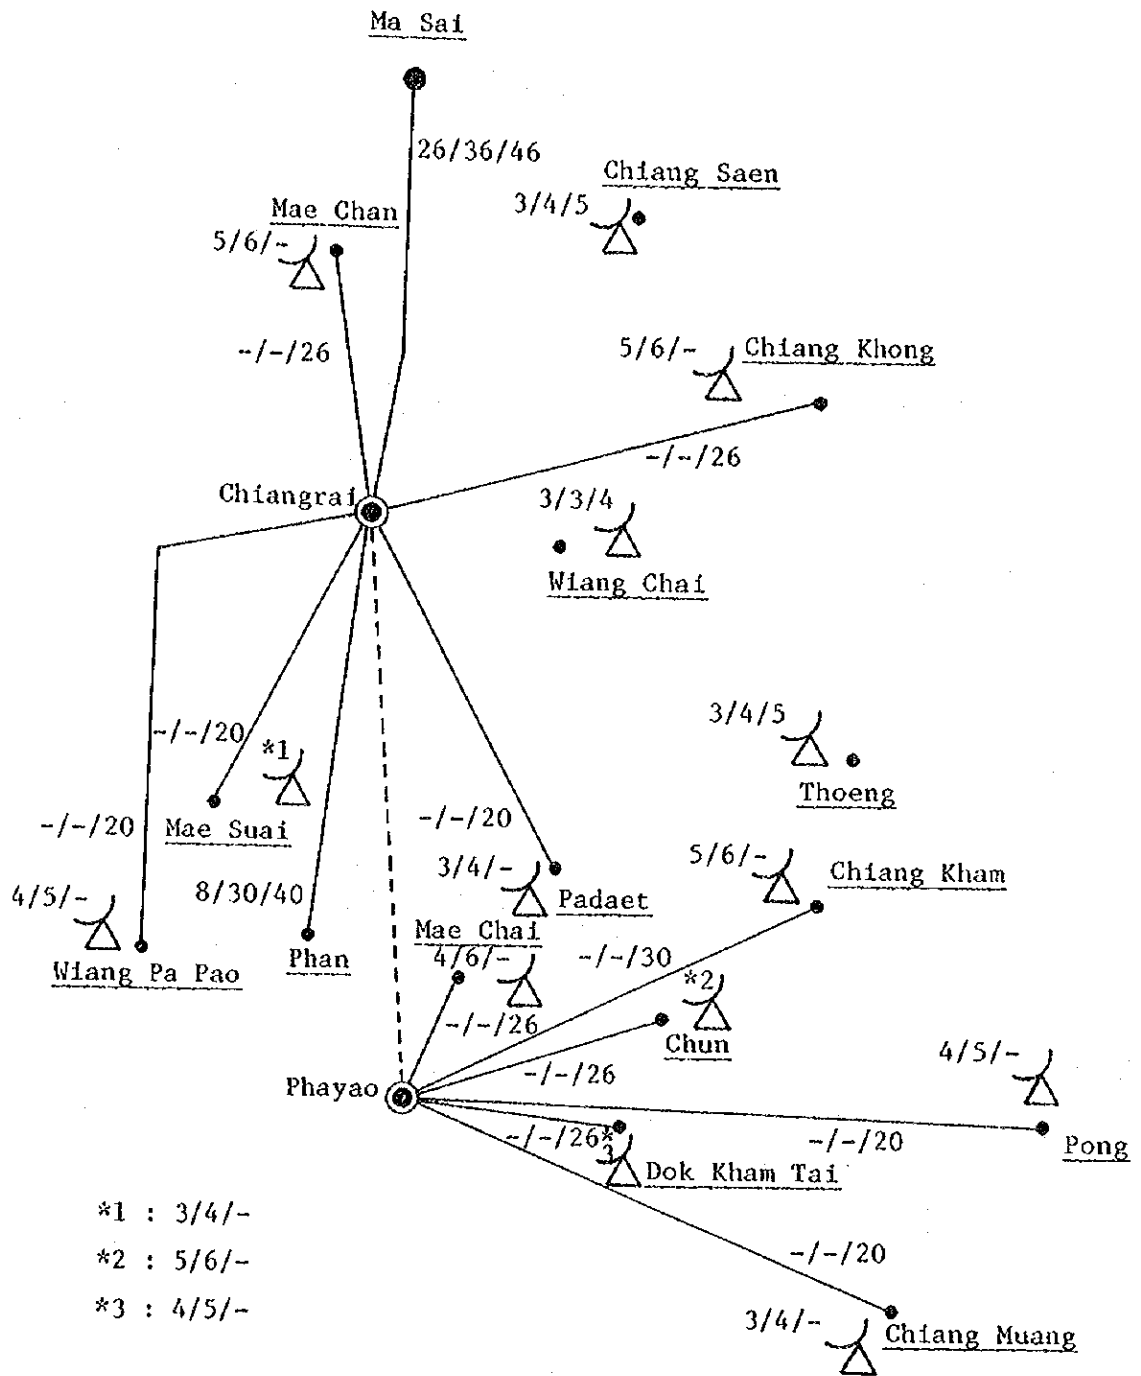 Ma Sai
26/36/46
Chiang Saen
3/4/5
Mae Chan
5/6/-
-/-/26
5/6/-
Chiang Khong
-/-/26
Chiangrai
3/3/4
Wiang Chai
3/4/5
Thoeng
-/-/20
*1
Mae Suai
-/-/20
-/-/20
5/6/-
Chiang Kham
3/4/-
Padaet
4/5/-
8/30/40
Mae Chai
Phan
4/6/-
-/-/30
Wiang Pa Pao
*2
-/-/26
Chun
4/5/-
-/-/26
Phayao
-/-/26
*3
-/-/20
Pong
Dok Kham Tai
*1 : 3/4/-
*2 : 5/6/-
-/-/20
*3 : 4/5/-
3/4/-
Chiang Muang